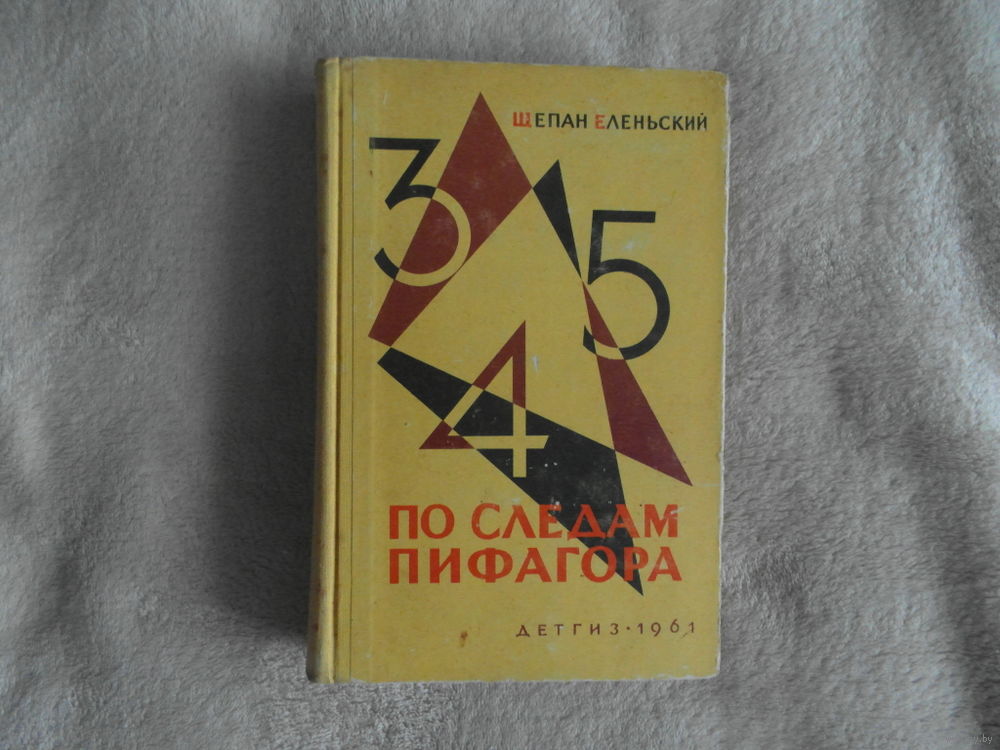 ЩЕПАН ЕЛЕНЬСКИЙ
3
5
4
ПО СЛЕДАМ
ПИФАГОРА
ДЕТГИЗ · 1961